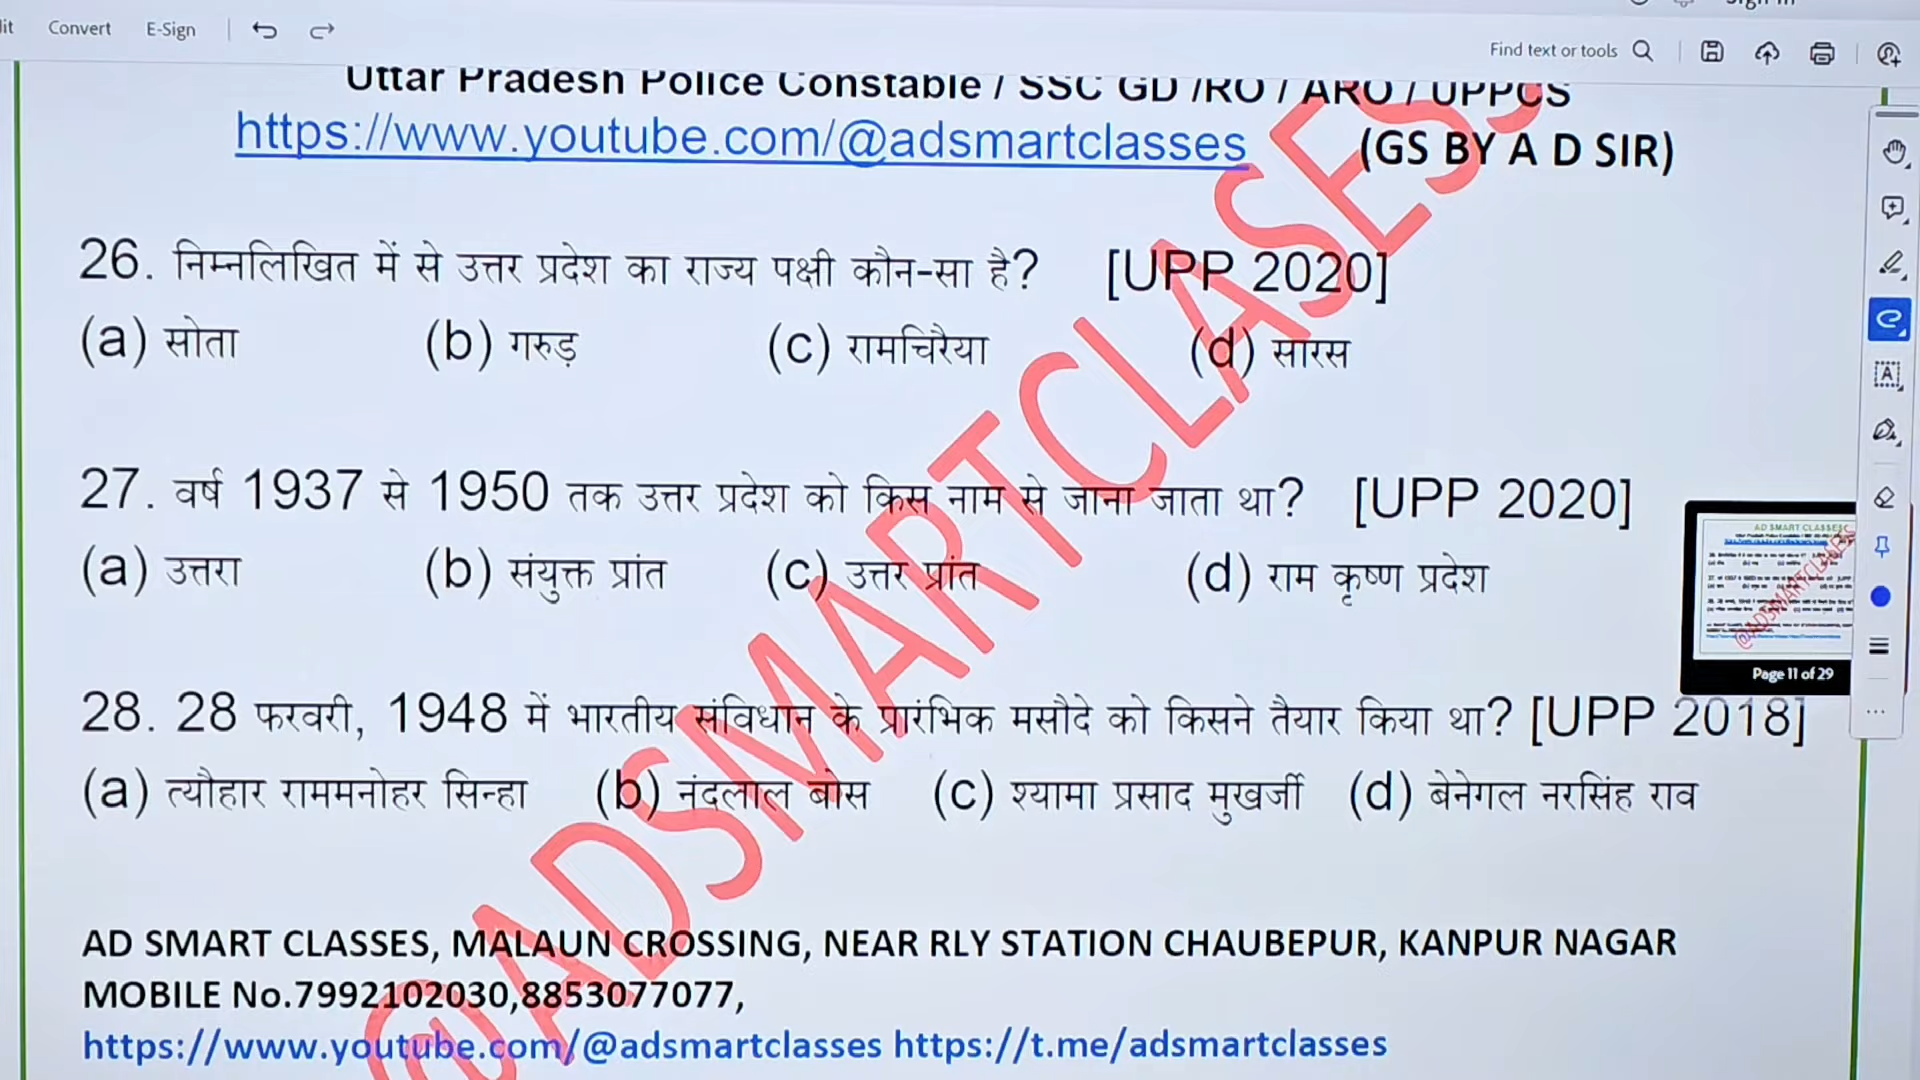 Convert E-Sign
Find text or tools
Uttar Pradesh Police Constable / SSC GD /RO / ARO / UPPCS
https://www.youtube.com/@adsmartclasses (GS BY A D SIR)
26. निम्नलिखित में से उत्तर प्रदेश का राज्य पक्षी कौन-सा है? [UPP 2020]
(a) सोता (b) गरुड़ (c) रामचिरैया (d) सारस
27. वर्ष 1937 से 1950 तक उत्तर प्रदेश को किस नाम से जाना जाता था? [UPP 2020]
(a) उत्तरा (b) संयुक्त प्रांत (c) उत्तर प्रांत (d) राम कृष्ण प्रदेश
Page 11 of 29
28. 28 फरवरी, 1948 में भारतीय संविधान के प्रारंभिक मसौदे को किसने तैयार किया था? [UPP 2018]
(a) त्यौहार राममनोहर सिन्हा (b) नंदलाल बोस (c) श्यामा प्रसाद मुखर्जी (d) बेनेगल नरसिंह राव
AD SMART CLASSES, MALAUN CROSSING, NEAR RLY STATION CHAUBEPUR, KANPUR NAGAR
MOBILE No.7992102030,8853077077,
https://www.youtube.com/@adsmartclasses https://t.me/adsmartclasses
@ADSMARTCLASSES